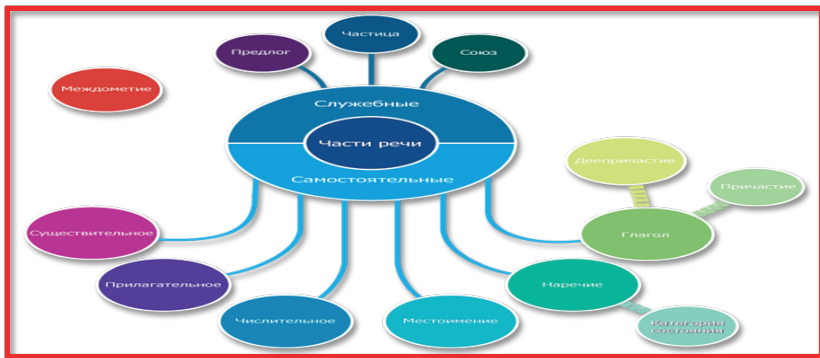 Частица
Предлог
Союз
Междометие
Служебные
Части речи
Самостоятельные
Деепричастие
Причастие
Существительное
Глагол
Прилагательное
Наречие
Числительное
Местоимение
Категория
состояния